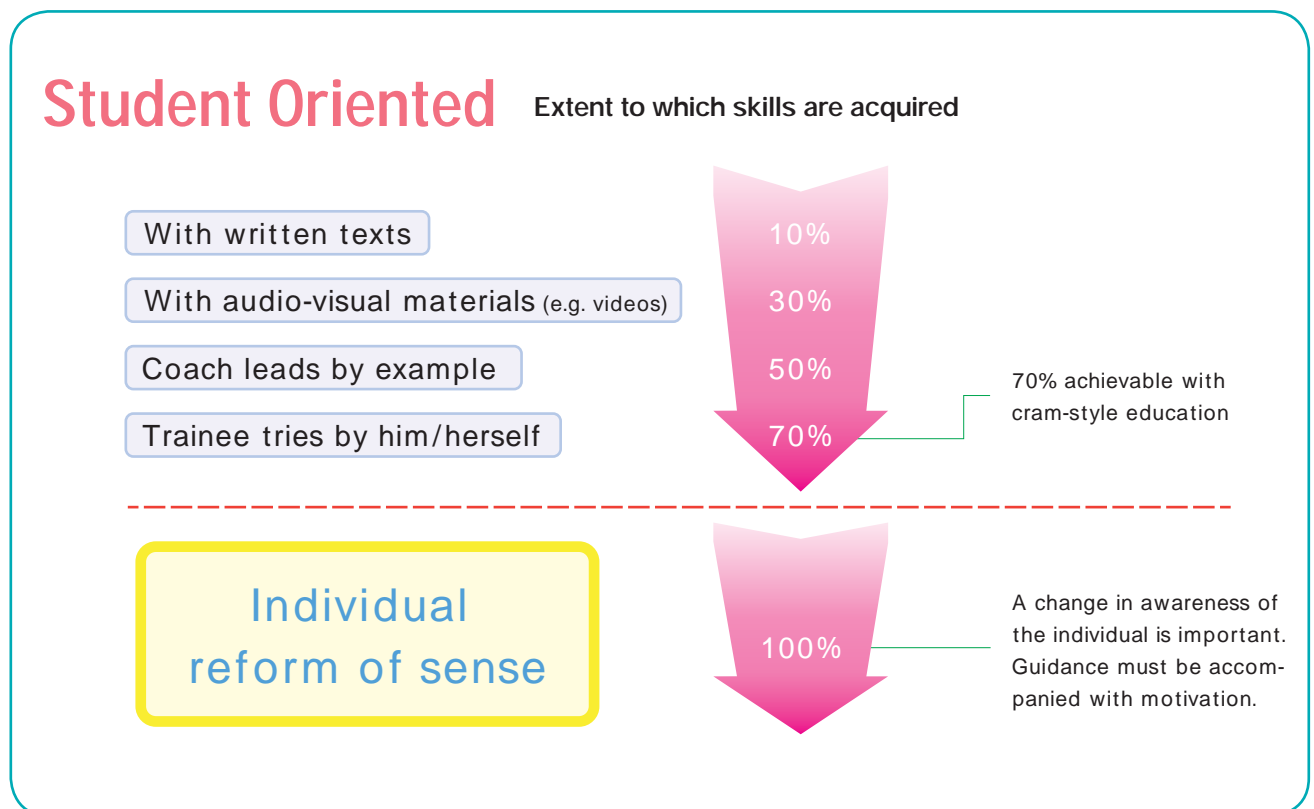 Student Oriented Extent to which skills are acquired
With written texts 10%
With audio-visual materials (e.g. videos) 30%
Coach leads by example 50%
Trainee tries by him/herself 70%
70% achievable with
cram-style education
Individual
reform of sense
100%
A change in awareness of
the individual is important.
Guidance must be accom-
panied with motivation.